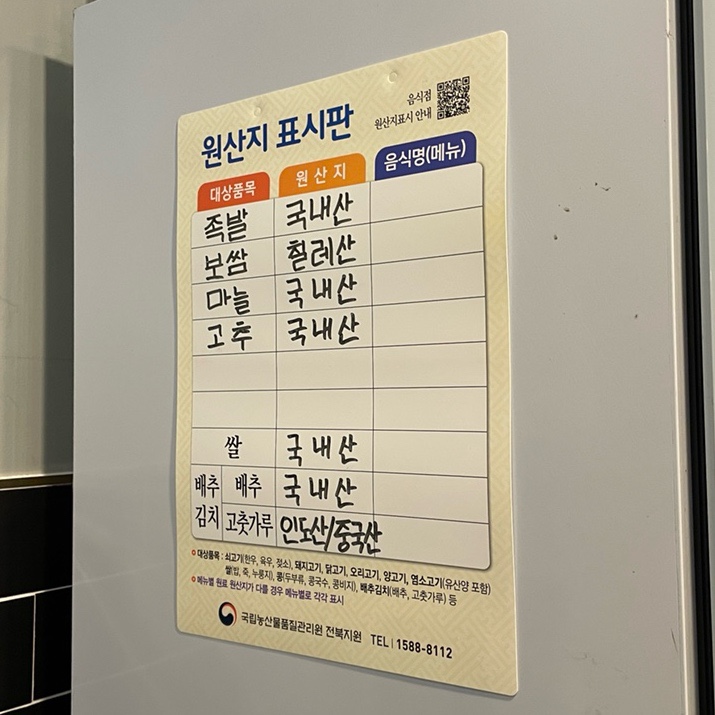 원산지 표시판
음식점
원산지표시 안내
대상품목 원산지 음식명(메뉴)
족발 국내산
보쌈 칠레산
마늘 국내산
고추 국내산
쌀 국내산
배추김치 배추 국내산
고춧가루 인도산/중국산
대상품목 : 쇠고기(한우, 육우, 젖소), 돼지고기, 닭고기, 오리고기, 양고기, 염소고기(유산양 포함)
쌀(밥, 죽, 누룽지), 콩(두부류, 콩국수, 콩비지), 배추김치(배추, 고춧가루) 등
메뉴별 원료 원산지가 다를 경우 메뉴별로 각각 표시
국립농산물품질관리원 전북지원 TEL | 1588-8112